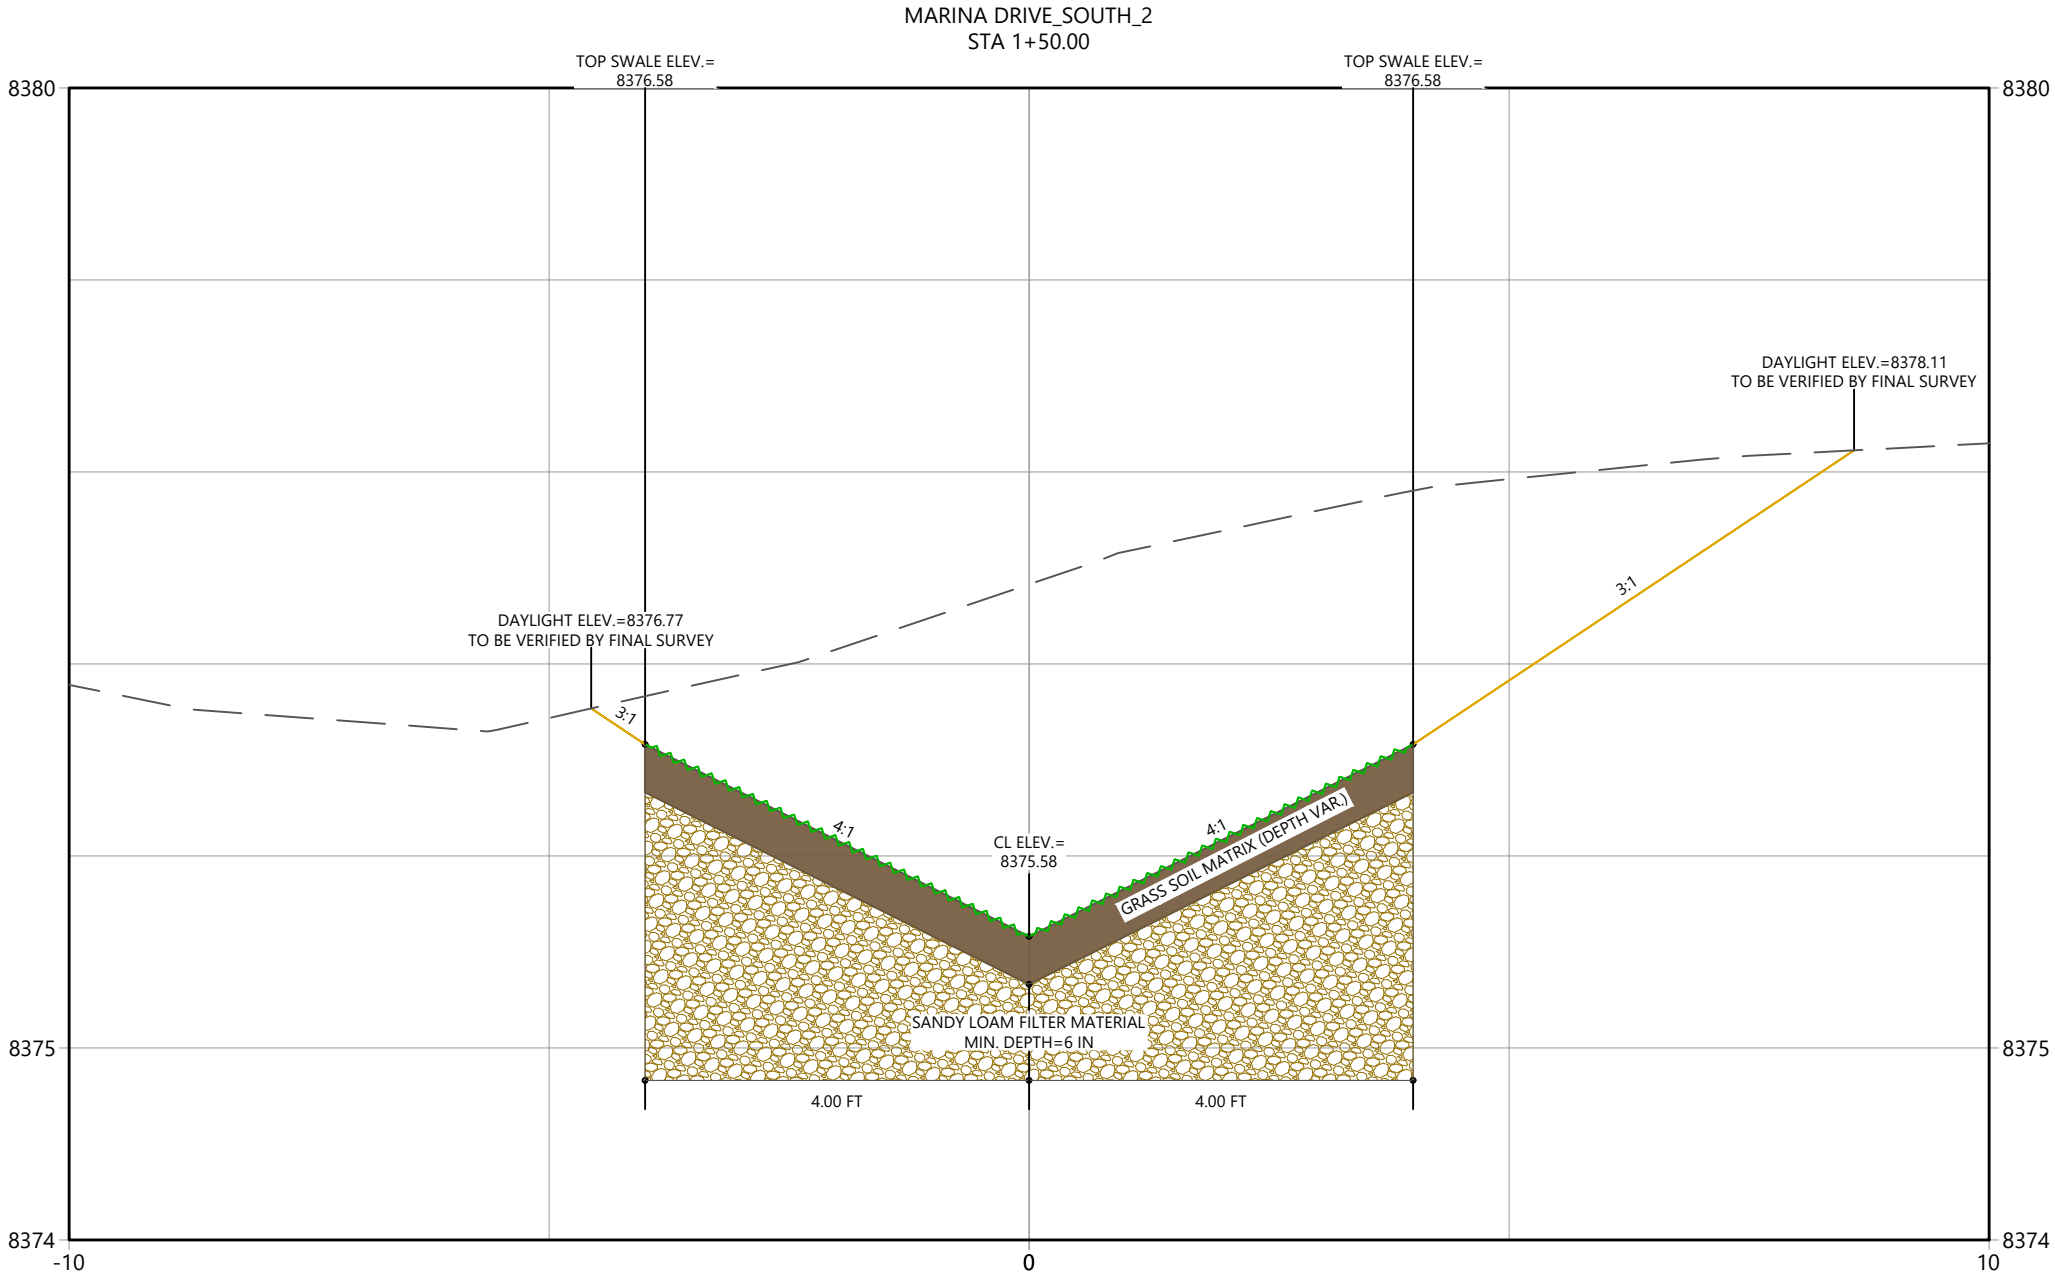 MARINA DRIVE_SOUTH_2
STA 1+50.00
TOP SWALE ELEV.=
8376.58
TOP SWALE ELEV.=
8376.58
8380
8380
DAYLIGHT ELEV.=8378.11
TO BE VERIFIED BY FINAL SURVEY
3:1
DAYLIGHT ELEV.=8376.77
TO BE VERIFIED BY FINAL SURVEY
3:1
4:1
CL ELEV.=
8375.58
4:1
GRASS SOIL MATRIX (DEPTH VAR.)
SANDY LOAM FILTER MATERIAL
MIN. DEPTH=6 IN
8375
8375
4.00 FT
4.00 FT
8374
8374
-10
0
10